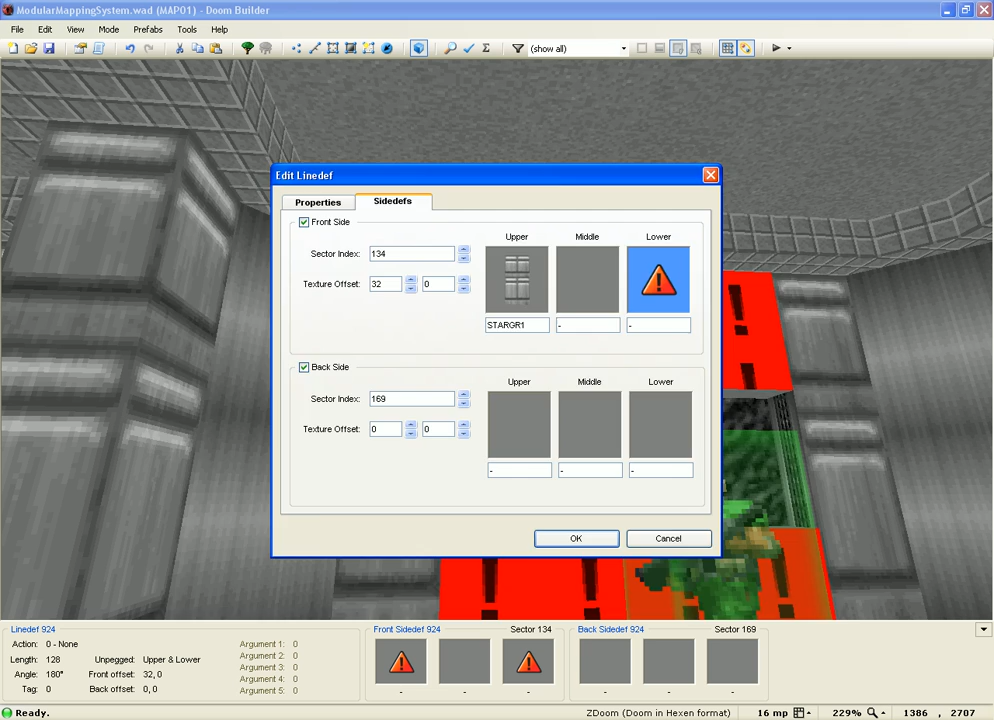 ModularMappingSystem.wad (MAP01) - Doom Builder
File Edit View Mode Prefabs Tools Help
(show all)
Edit Linedef
Properties Sidedefs
Front Side
Upper Middle Lower
Sector Index: 134
Texture Offset: 32 0
STARGR1 - -
Back Side
Upper Middle Lower
Sector Index: 169
Texture Offset: 0 0
- - -
OK Cancel
Linedef 924
Action: 0 - None
Length: 128 Unpegged: Upper & Lower
Angle: 180° Front offset: 32, 0
Tag: 0 Back offset: 0, 0
Argument 1: 0
Argument 2: 0
Argument 3: 0
Argument 4: 0
Argument 5: 0
Front Sidedef 924 Sector 134
- - -
Back Sidedef 924 Sector 169
- - -
Ready. ZDoom (Doom in Hexen format) 16 mp 229% 1386 , 2707